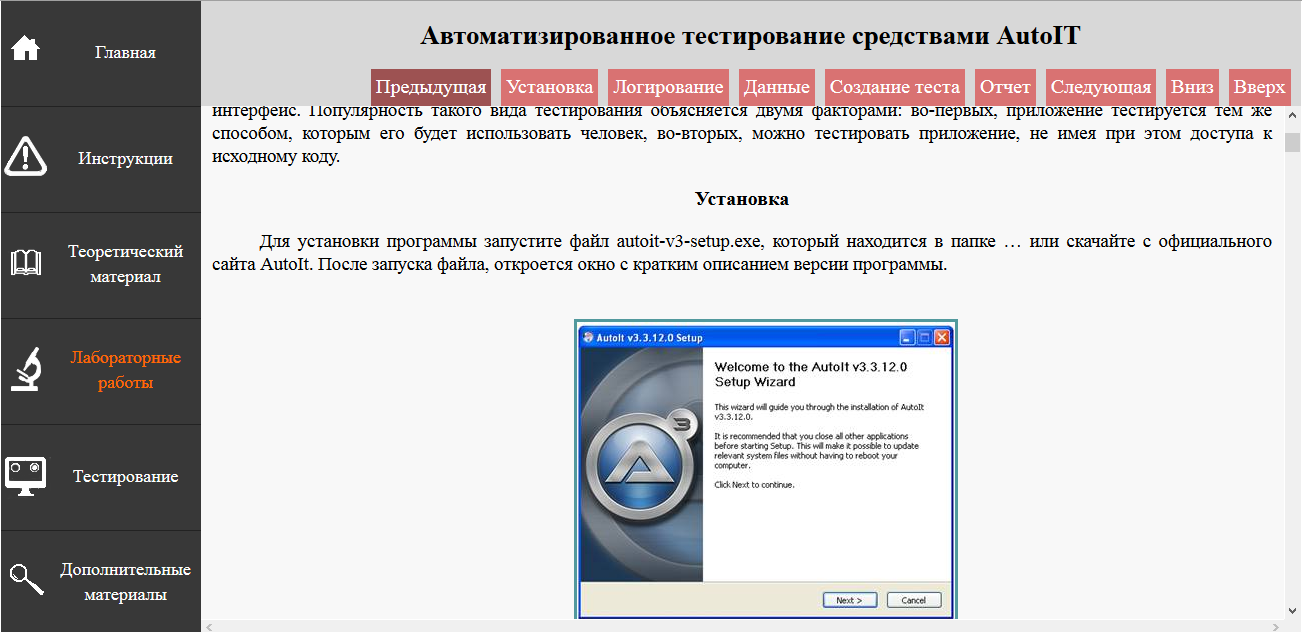 Главная
Инструкции
Теоретический
материал
Лабораторные
работы
Тестирование
Дополнительные
материалы
Автоматизированное тестирование средствами AutoIT
Предыдущая Установка Логирование Данные Создание теста Отчет Следующая Вниз Вверх
интерфейс. Популярность такого вида тестирования объясняется двумя факторами: во-первых, приложение тестируется тем же
способом, которым его будет использовать человек, во-вторых, можно тестировать приложение, не имея при этом доступа к
исходному коду.
Установка
Для установки программы запустите файл autoit-v3-setup.exe, который находится в папке … или скачайте с официального
сайта AutoIt. После запуска файла, откроется окно с кратким описанием версии программы.
AutoIt v3.3.12.0 Setup
Welcome to the AutoIt v3.3.12.0
Setup Wizard
This wizard will guide you through the installation of AutoIt
v3.3.12.0.
It is recommended that you close all other applications
before starting Setup. This will make it possible to update
relevant system files without having to reboot your
computer.
Click Next to continue.
3
A
Next > Cancel